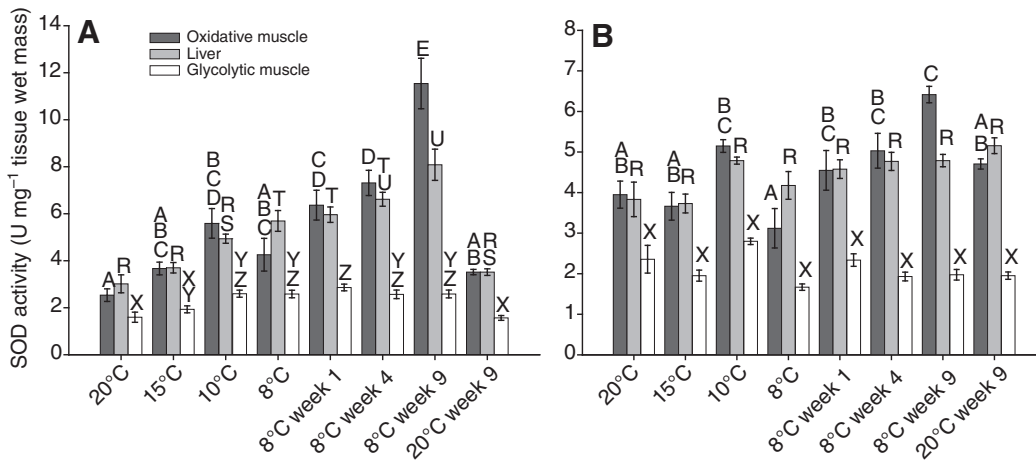 A
B
SOD activity (U mg–1 tissue wet mass)
Oxidative muscle
Liver
Glycolytic muscle
14
12
10
8
6
4
2
0
A R X
A B C R X Y
B C D R S Y Z
A B C T Y Z
C D T Z
D T U Y Z
E U Y Z
A B R S X
20°C
15°C
10°C
8°C
8°C week 1
8°C week 4
8°C week 9
20°C week 9
8
7
6
5
4
3
2
1
0
A B R X
A B R X
B C R X
A R X
B C R X
B C R X
C R X
A B R X
20°C
15°C
10°C
8°C
8°C week 1
8°C week 4
8°C week 9
20°C week 9